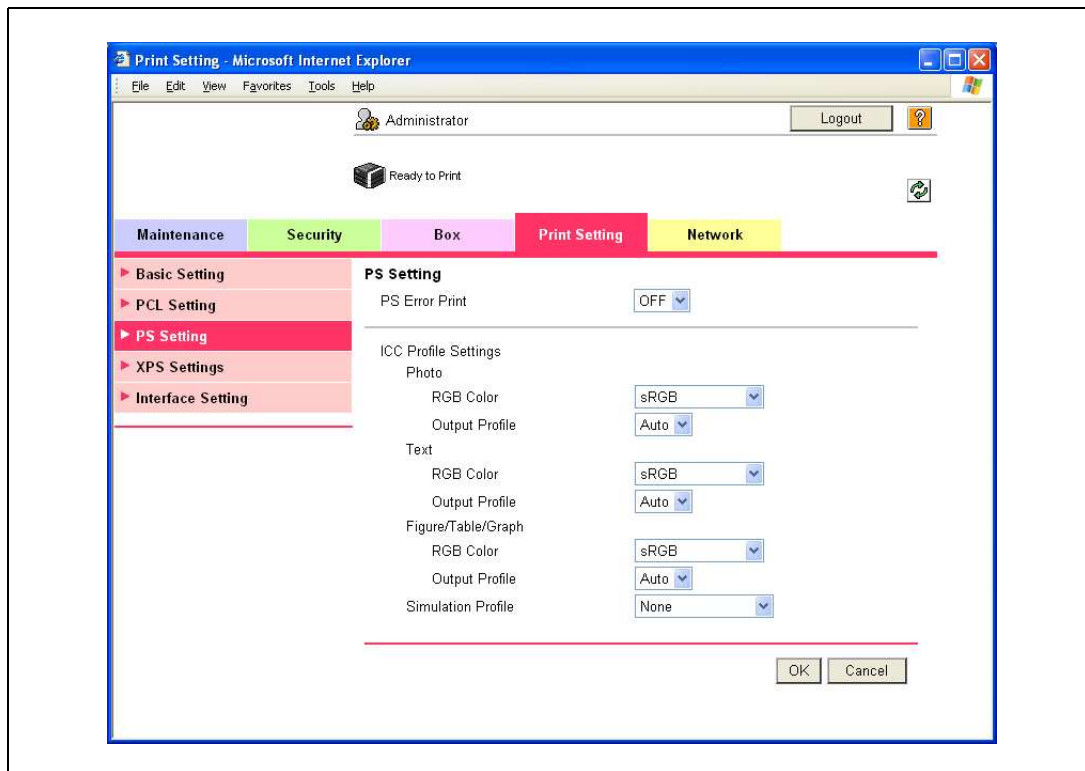 Print Setting - Microsoft Internet Explorer
File Edit View Favorites Tools Help
Administrator Logout ?
Ready to Print
Maintenance Security Box Print Setting Network
Basic Setting
PCL Setting
PS Setting
XPS Settings
Interface Setting
PS Setting
PS Error Print OFF
ICC Profile Settings
Photo
RGB Color sRGB
Output Profile Auto
Text
RGB Color sRGB
Output Profile Auto
Figure/Table/Graph
RGB Color sRGB
Output Profile Auto
Simulation Profile None
OK Cancel